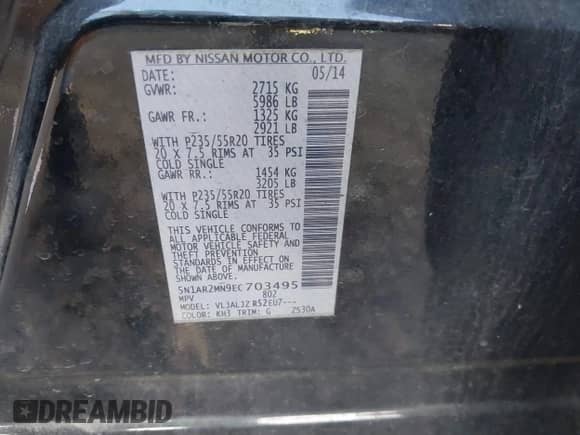 MFD BY NISSAN MOTOR CO., LTD.
DATE: 05/14
GVWR: 2715 KG
5986 LB
GAWR FR.: 1325 KG
2921 LB
WITH P235/55R20 TIRES
20 X 7.5 RIMS AT 35 PSI
COLD SINGLE
GAWR RR.: 1454 KG
3205 LB
WITH P235/55R20 TIRES
20 X 7.5 RIMS AT 35 PSI
COLD SINGLE
THIS VEHICLE CONFORMS TO
ALL APPLICABLE FEDERAL
MOTOR VEHICLE SAFETY AND
THEFT PREVENTION
STANDARDS IN EFFECT ON
THE DATE OF MANUFACTURE
SHOWN ABOVE.
5N1AR2MN9EC703495
MPV 802
MODEL: VLJALJZ R52EU7---
COLOR: KH3 TRIM: G 2530A
DREAMBID